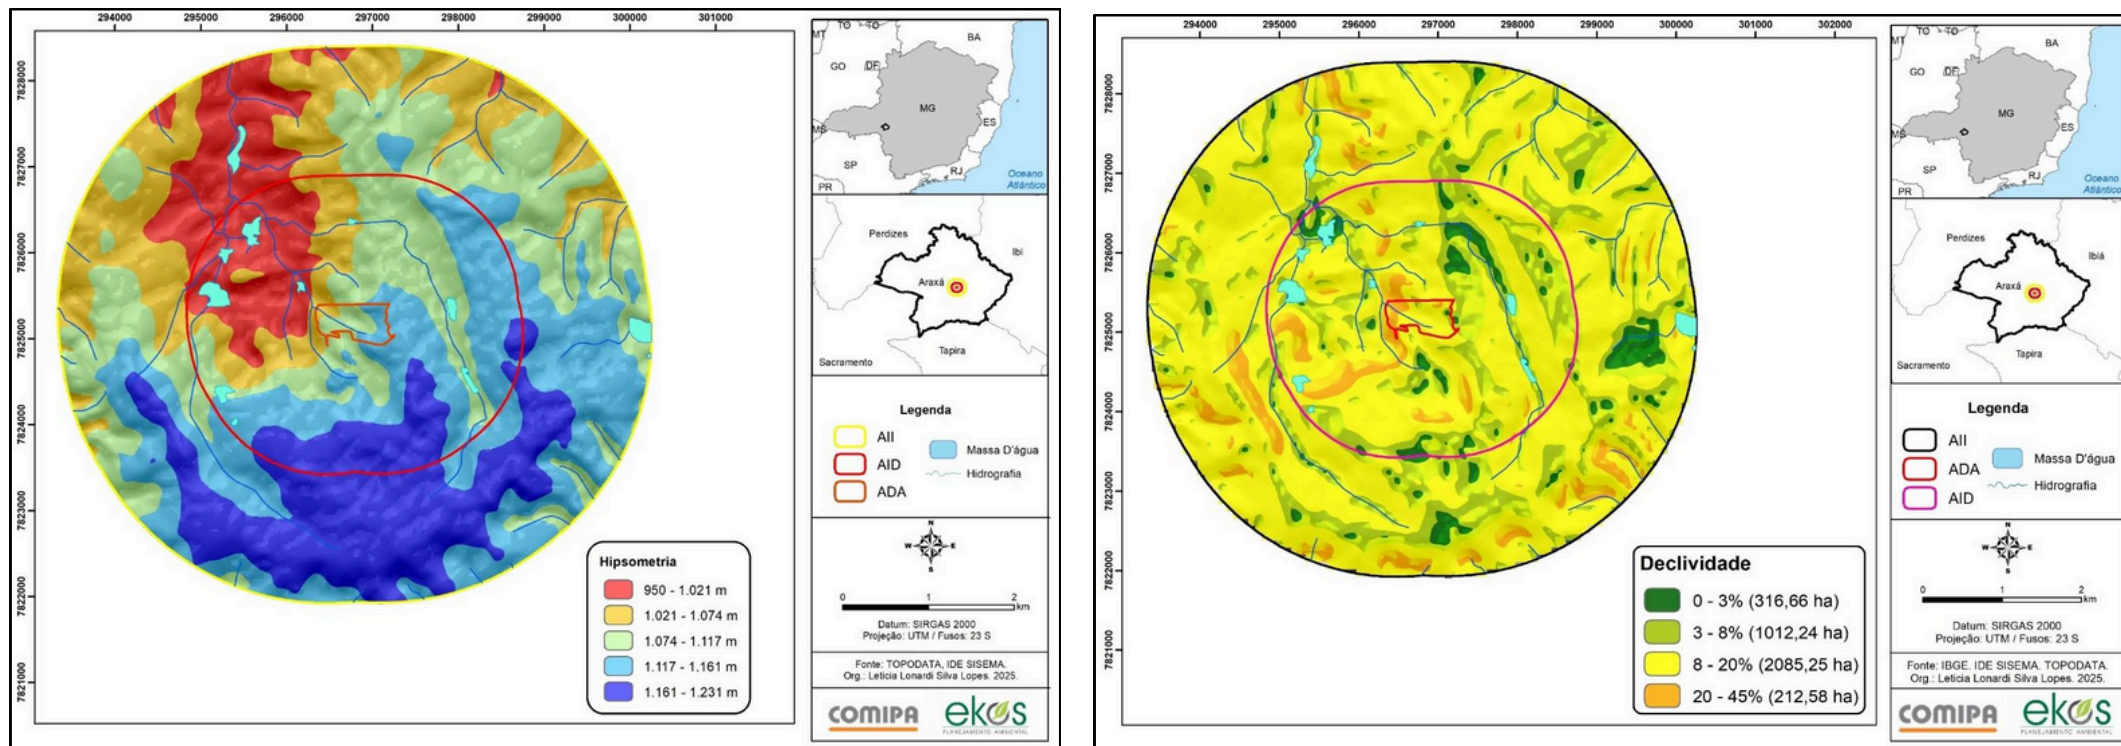 294000 295000 296000 297000 298000 299000 300000 301000
7828000
7827000
7826000
7825000
7824000
7823000
7822000
7821000
Hipsometria
950 - 1.021 m
1.021 - 1.074 m
1.074 - 1.117 m
1.117 - 1.161 m
1.161 - 1.231 m
TO TO
MT BA
GO DF
MG
MS ES
SP
RJ
PR
Oceano
Atlântico
Perdizes
Ibi
Araxá
Sacramento
Tapira
Legenda
AII
AID
ADA
Massa D'água
Hidrografia
N
W E
S
0 1 2
km
Datum: SIRGAS 2000
Projeção: UTM / Fusos: 23 S
Fonte: TOPODATA, IDE SISEMA.
Org.: Leticia Lonardi Silva Lopes. 2025.
COMIPA
ekos
PLANEJAMENTO AMBIENTAL
294000 295000 296000 297000 298000 299000 300000 301000 302000
7828000
7827000
7826000
7825000
7824000
7823000
7822000
7821000
Declividade
0 - 3% (316,66 ha)
3 - 8% (1012,24 ha)
8 - 20% (2085,25 ha)
20 - 45% (212,58 ha)
TO TO
MT BA
GO DF
MG
MS ES
SP
RJ
PR
Oceano
Atlântico
Perdizes
Ibiá
Araxá
Sacramento
Tapira
Legenda
AII
ADA
AID
Massa D'água
Hidrografia
N
W E
S
0 1 2
km
Datum: SIRGAS 2000
Projeção: UTM / Fusos: 23 S
Fonte: IBGE. IDE SISEMA. TOPODATA.
Org.: Leticia Lonardi Silva Lopes. 2025.
COMIPA
ekos
PLANEJAMENTO AMBIENTAL